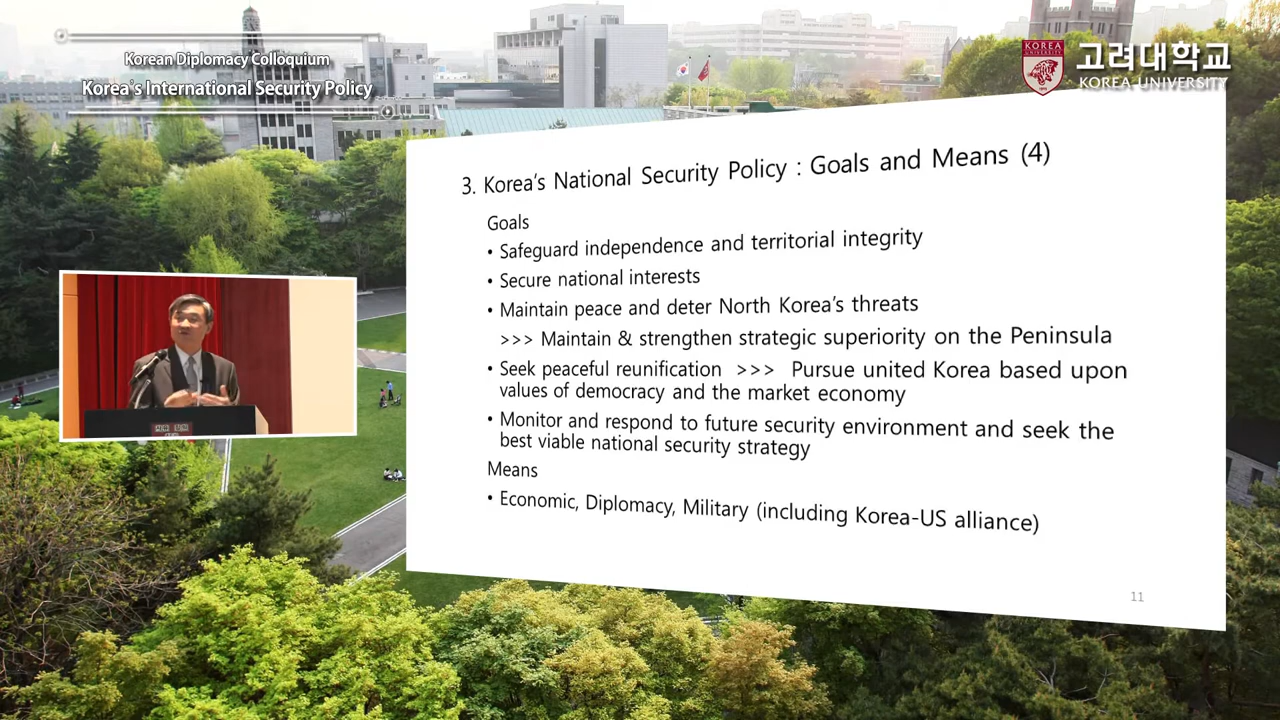 Korean Diplomacy Colloquium
Korea's International Security Policy
KOREA
고려대학교
KOREA UNIVERSITY
3. Korea's National Security Policy : Goals and Means (4)
Goals
• Safeguard independence and territorial integrity
• Secure national interests
• Maintain peace and deter North Korea's threats
>>> Maintain & strengthen strategic superiority on the Peninsula
• Seek peaceful reunification >>> Pursue united Korea based upon
values of democracy and the market economy
• Monitor and respond to future security environment and seek the
best viable national security strategy
Means
• Economic, Diplomacy, Military (including Korea-US alliance)
11